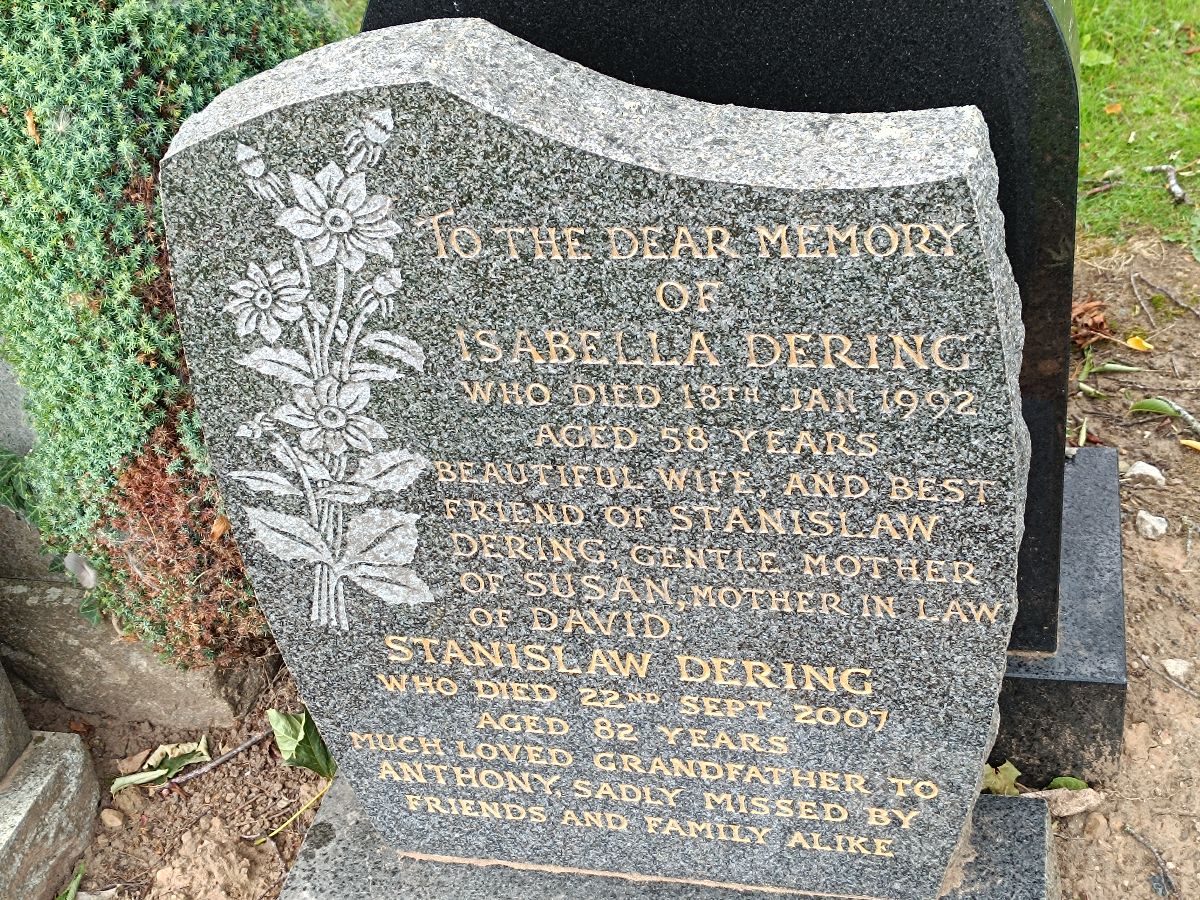 TO THE DEAR MEMORY
OF
ISABELLA DERING
WHO DIED 18TH JAN 1992
AGED 58 YEARS
BEAUTIFUL WIFE, AND BEST
FRIEND OF STANISLAW
DERING, GENTLE MOTHER
OF SUSAN, MOTHER IN LAW
OF DAVID.
STANISLAW DERING
WHO DIED 22ND SEPT 2007
AGED 82 YEARS
MUCH LOVED GRANDFATHER TO
ANTHONY, SADLY MISSED BY
FRIENDS AND FAMILY ALIKE